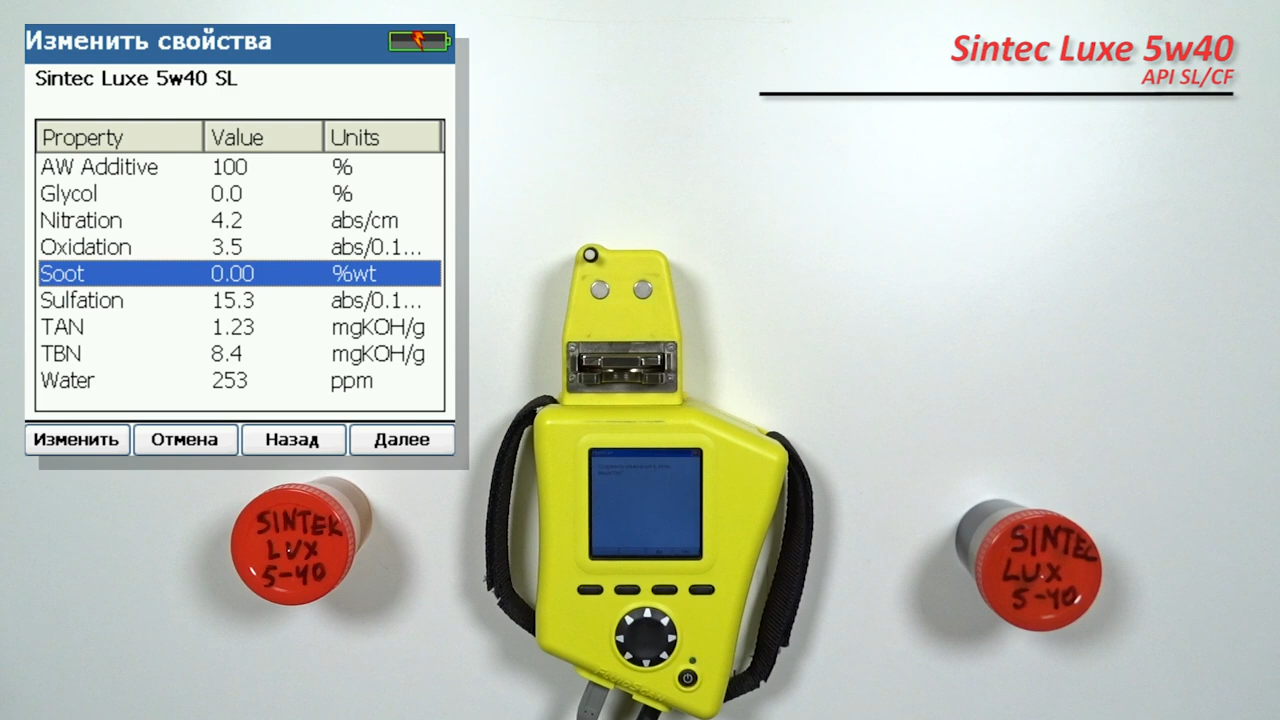 Изменить свойства
Sintec Luxe 5w40 SL
Property Value Units
AW Additive 100 %
Glycol 0.0 %
Nitration 4.2 abs/cm
Oxidation 3.5 abs/0.1...
Soot 0.00 %wt
Sulfation 15.3 abs/0.1...
TAN 1.23 mgKOH/g
TBN 8.4 mgKOH/g
Water 253 ppm
Изменить Отмена Назад Далее
Sintec Luxe 5w40
API SL/CF
SINTEK
LUX
5-40
SINTEC
LUX
5-40